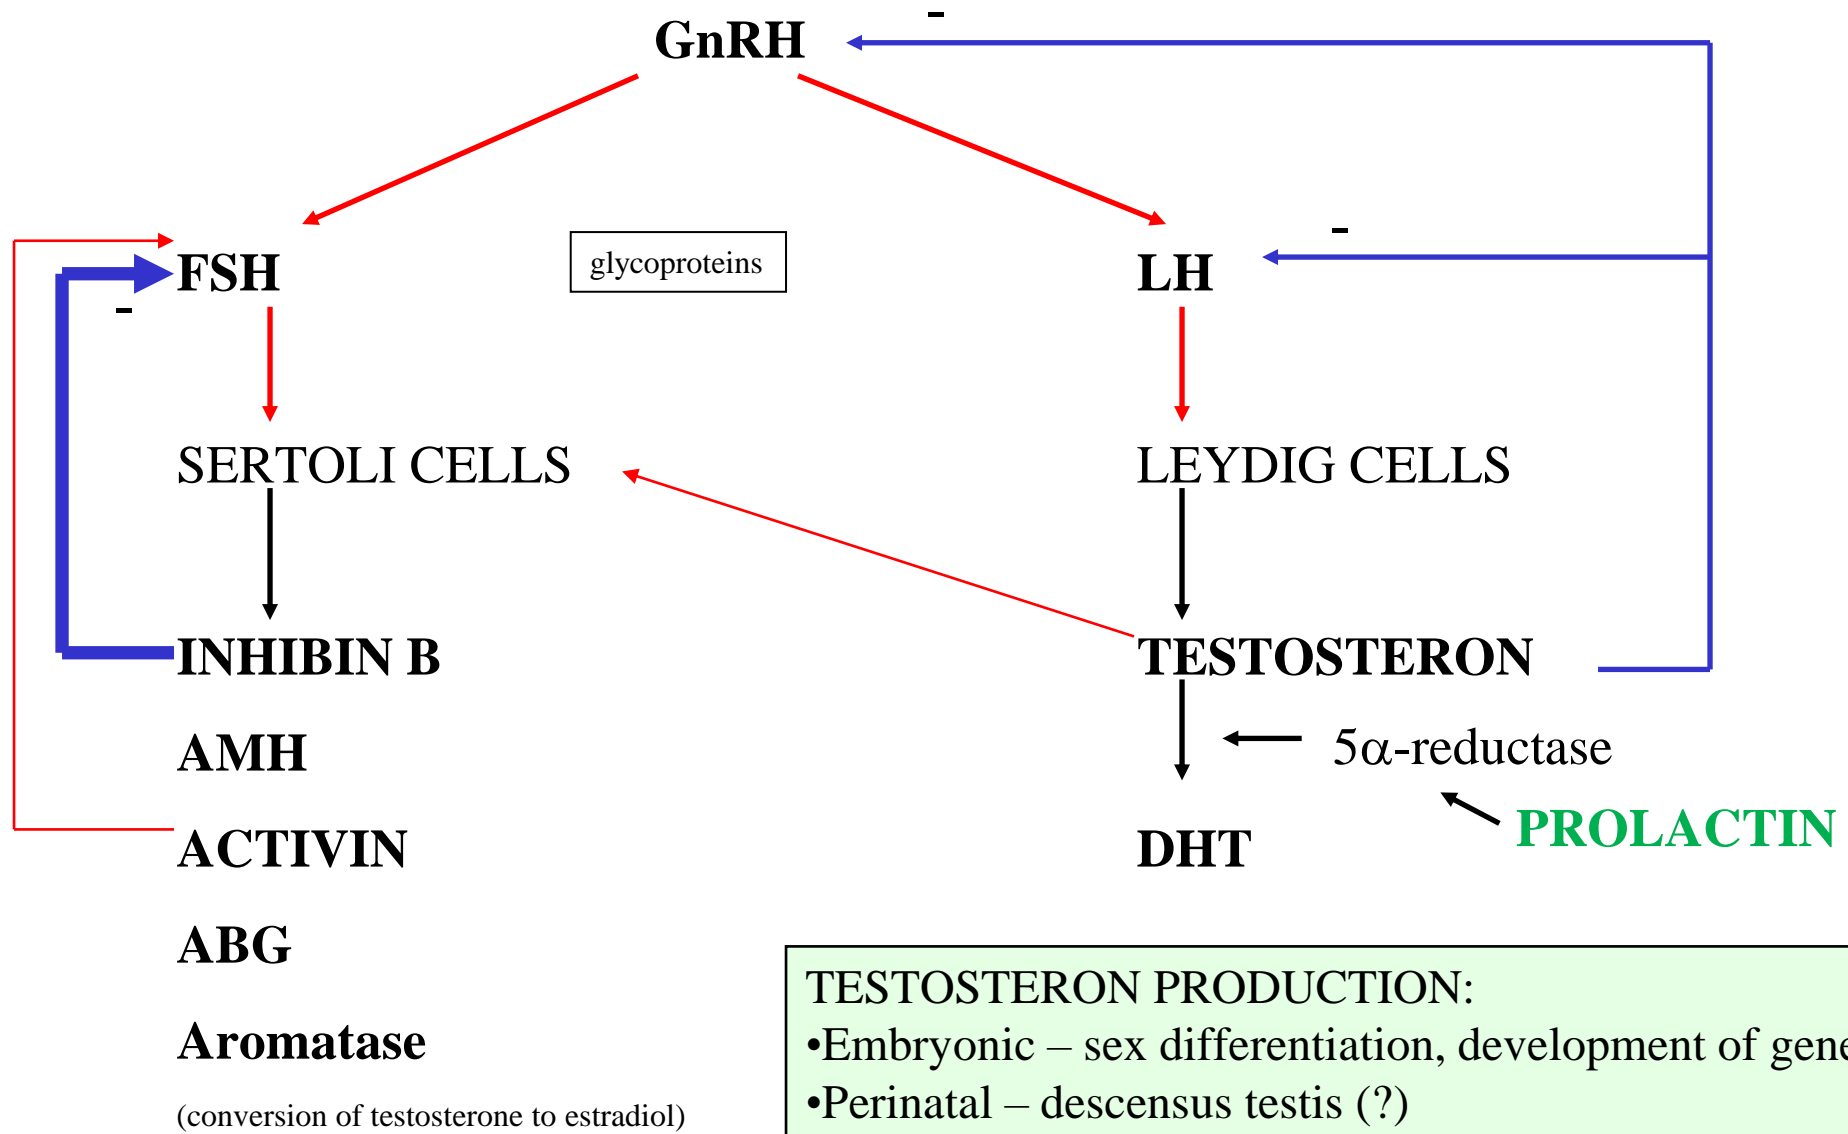 -
GnRH
-
FSH
glycoproteins
LH
-
SERTOLI CELLS
LEYDIG CELLS
INHIBIN B
TESTOSTERON
AMH
5α-reductase
ACTIVIN
DHT
PROLACTIN
ABG
TESTOSTERON PRODUCTION:
Aromatase
•Embryonic – sex differentiation, development of gene
•Perinatal – descensus testis (?)
(conversion of testosterone to estradiol)